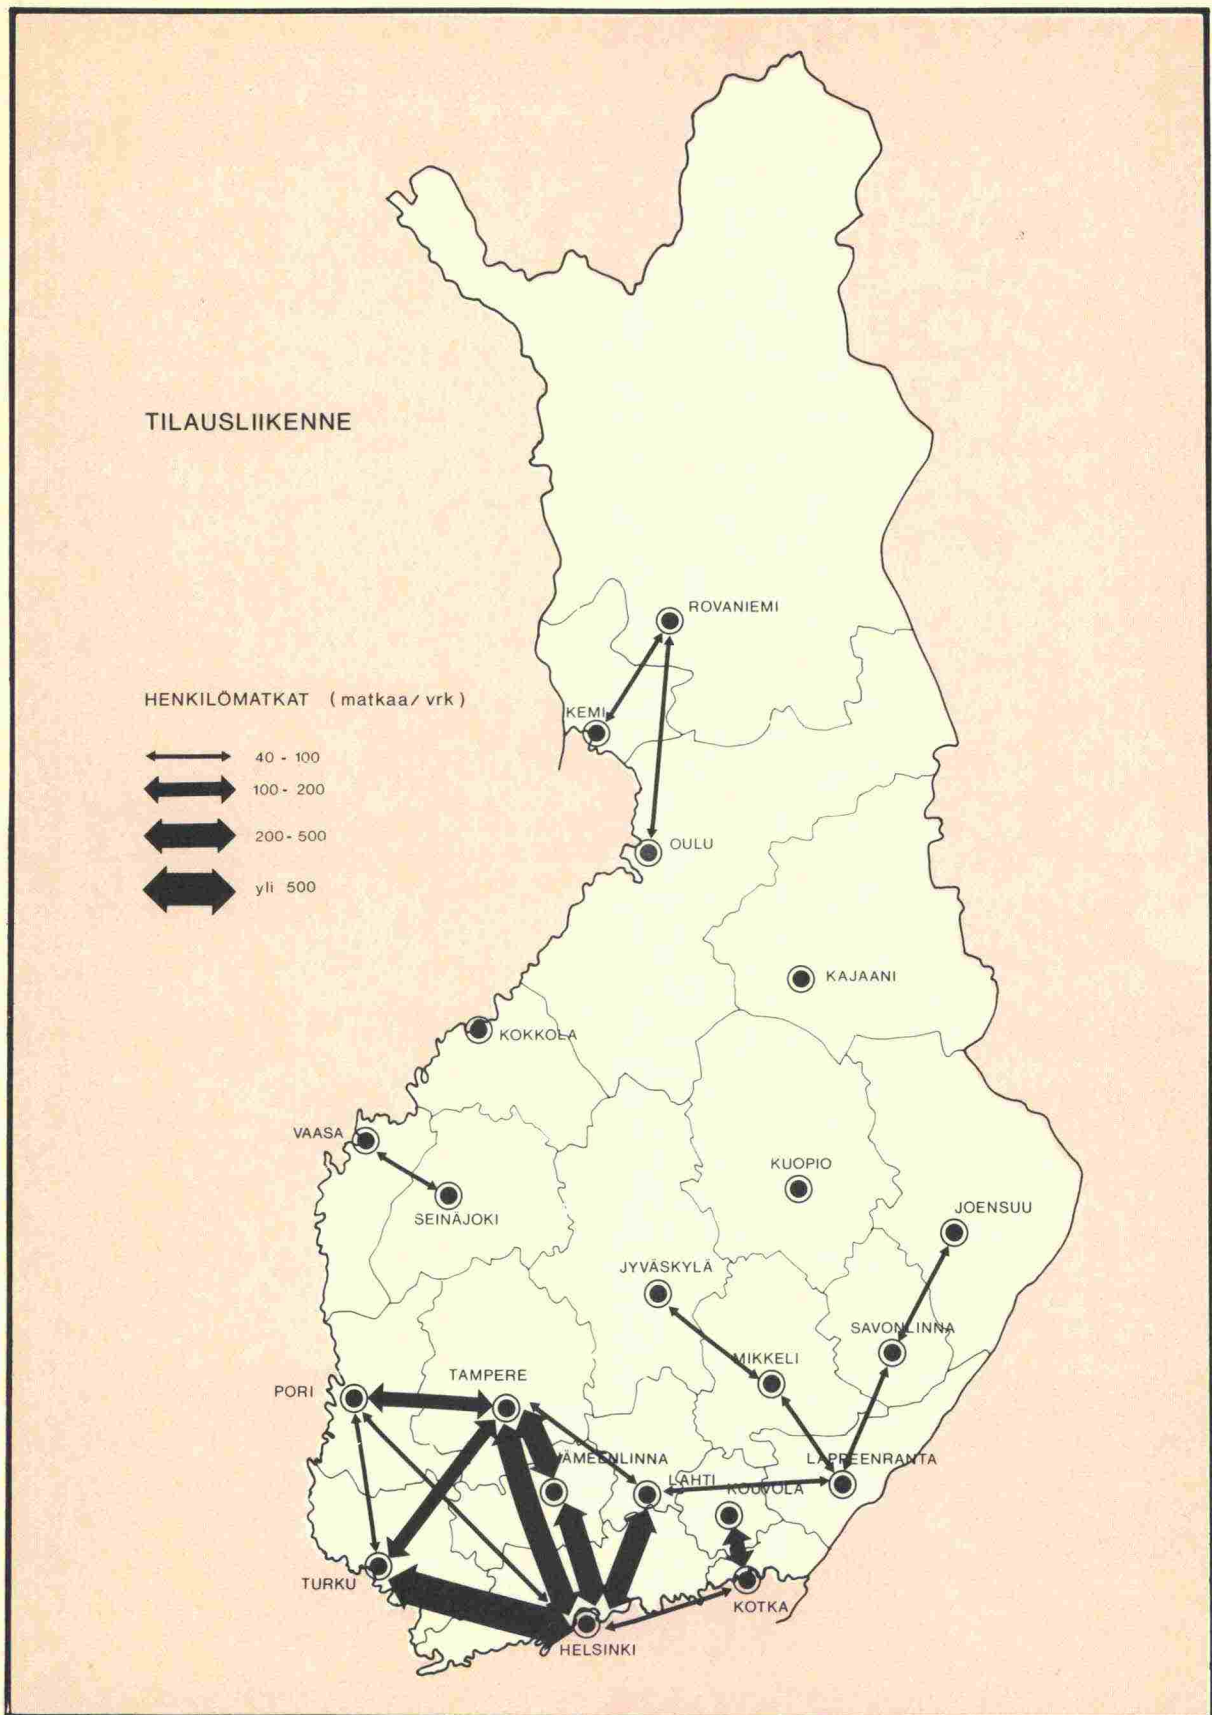 TILAUSLIIKENNE
ROVANIEMI
HENKILÖMATKAT (matkaa/vrk)
KEMI
40 - 100
100 - 200
200 - 500
yli 500
OULU
KAJAANI
KOKKOLA
VAASA
KUOPIO
SEINÄJOKI
JOENSUU
JYVÄSKYLÄ
SAVONLINNA
MIKKELI
TAMPERE
PORI
HÄMEENLINNA
LAPPEENRANTA
LAHTI
KOUVOLA
TURKU
KOTKA
HELSINKI